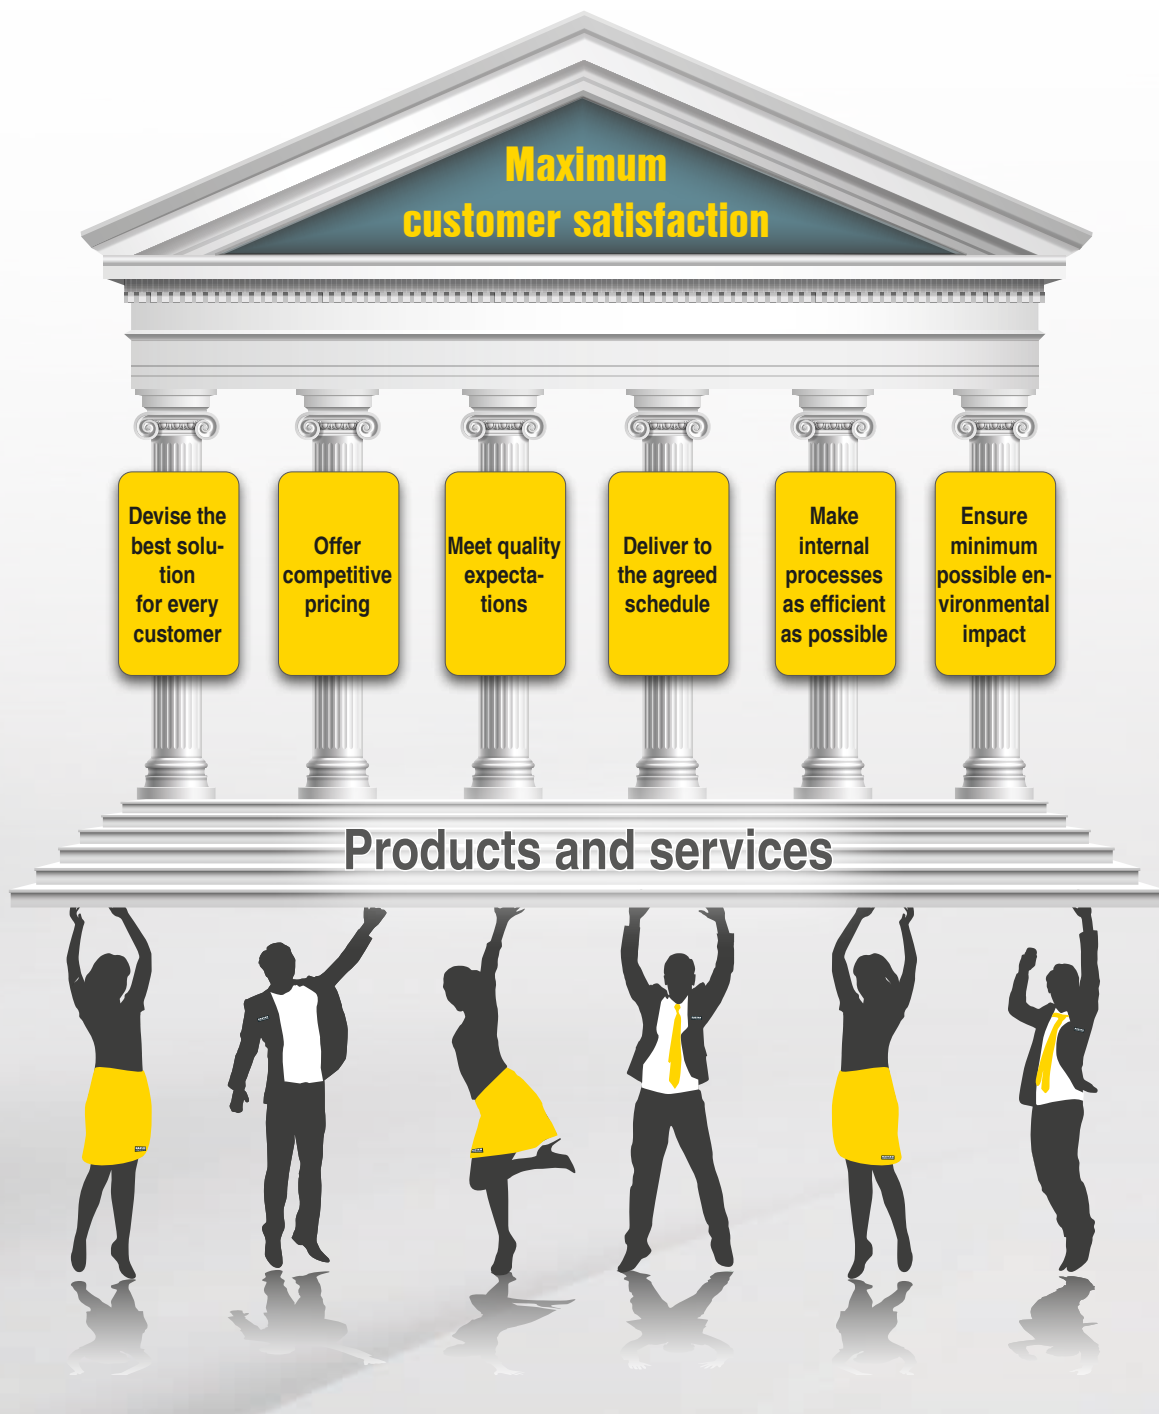 Maximum
customer satisfaction
Devise the
best solu-
tion
for every
customer
Offer
competitive
pricing
Meet quality
expecta-
tions
Deliver to
the agreed
schedule
Make
internal
processes
as efficient
as possible
Ensure
minimum
possible en-
vironmental
impact
Products and services